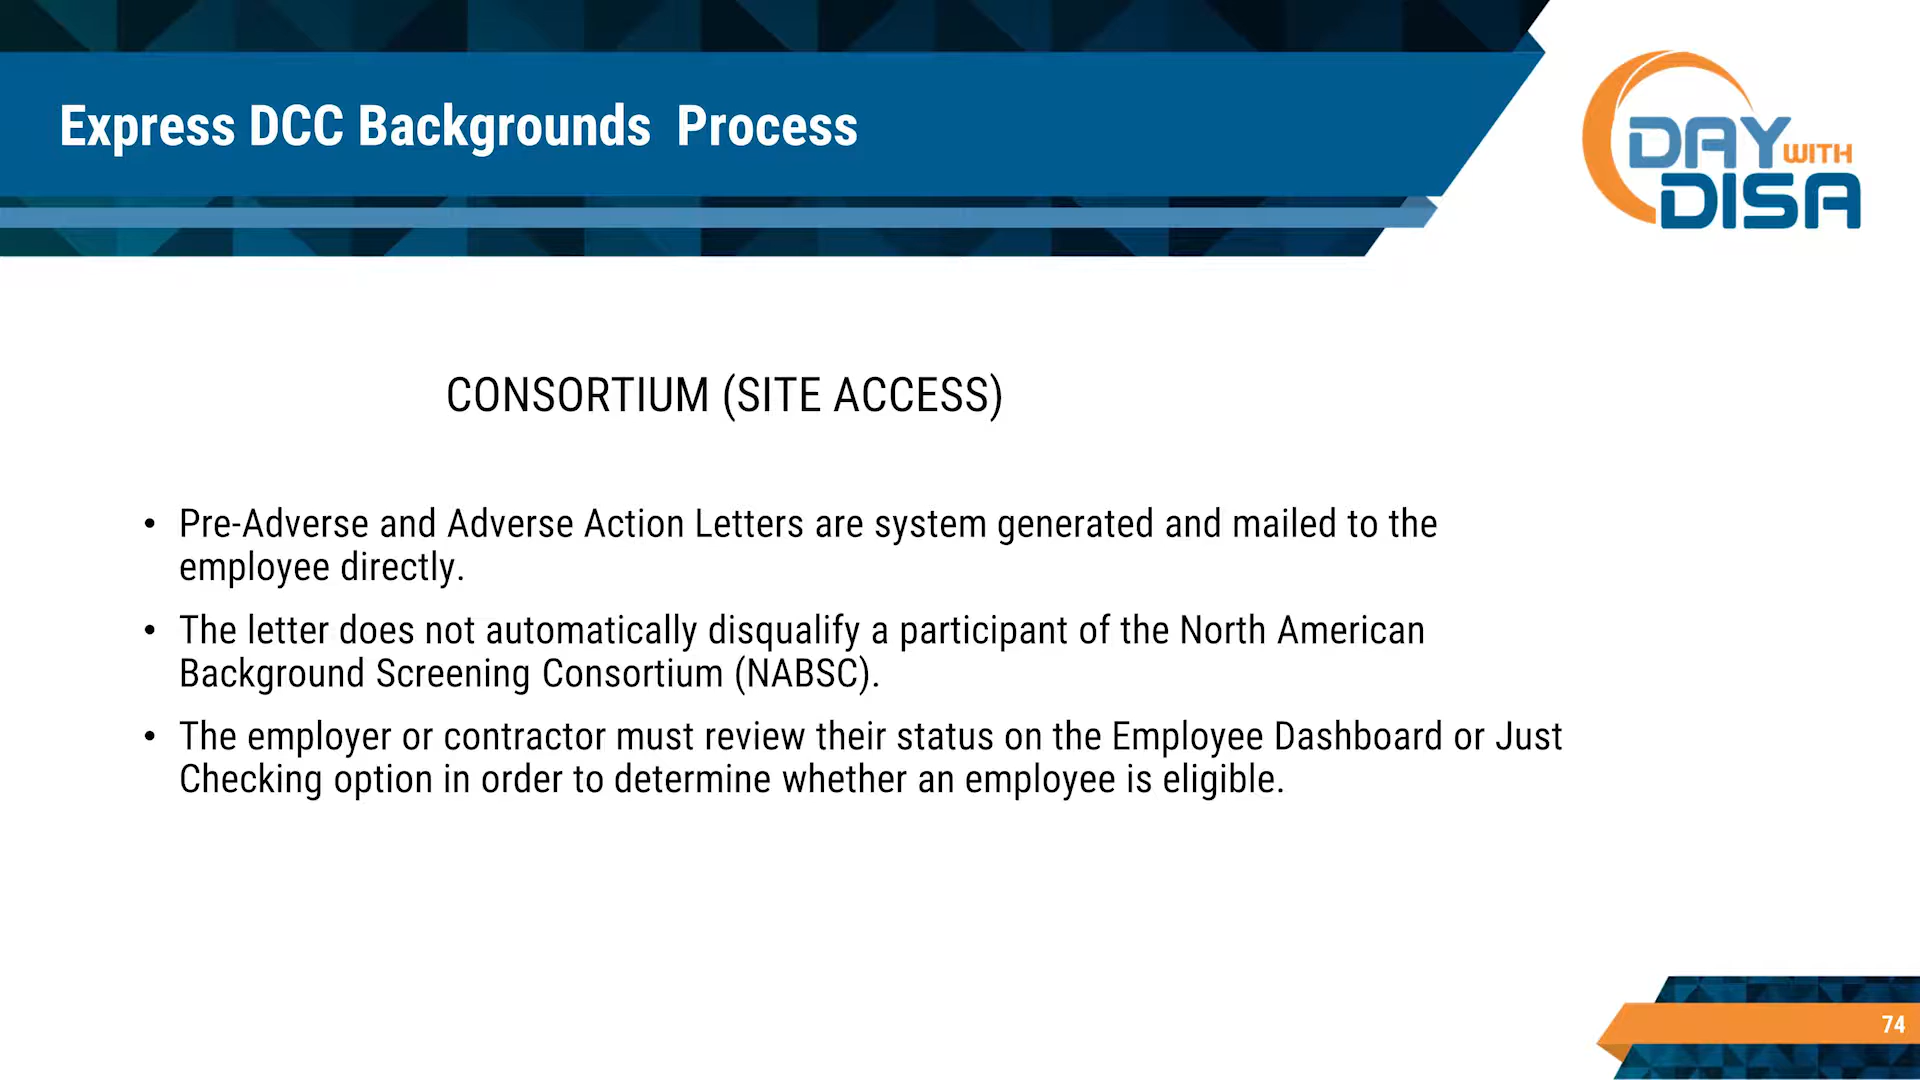 Express DCC Backgrounds  Process
DAY WITH
DISA
CONSORTIUM (SITE ACCESS)
• Pre-Adverse and Adverse Action Letters are system generated and mailed to the
employee directly.
• The letter does not automatically disqualify a participant of the North American
Background Screening Consortium (NABSC).
• The employer or contractor must review their status on the Employee Dashboard or Just
Checking option in order to determine whether an employee is eligible.
74